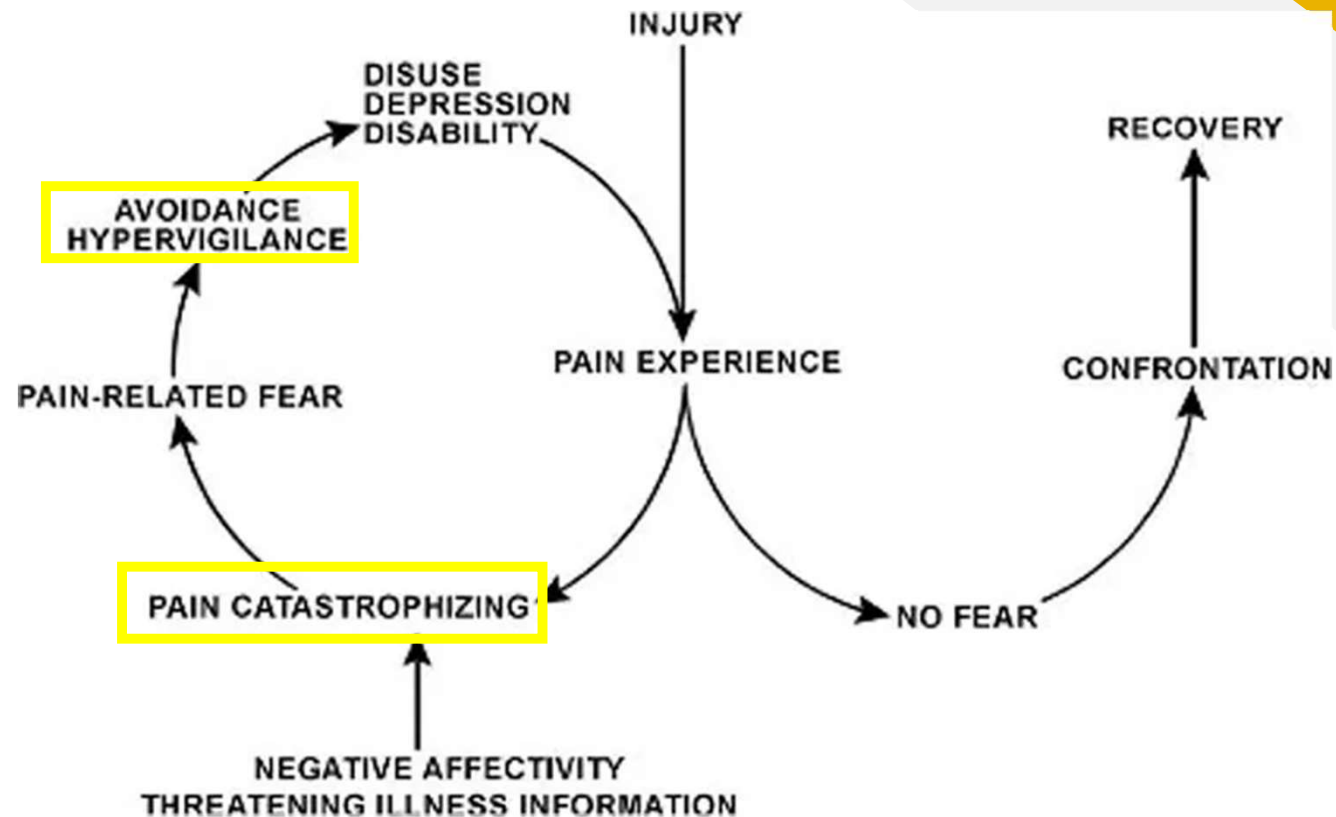 INJURY
DISUSE
DEPRESSION
DISABILITY
RECOVERY
AVOIDANCE
HYPERVIGILANCE
PAIN EXPERIENCE
CONFRONTATION
PAIN-RELATED FEAR
PAIN CATASTROPHIZING
NO FEAR
NEGATIVE AFFECTIVITY
THREATENING ILLNESS INFORMATION